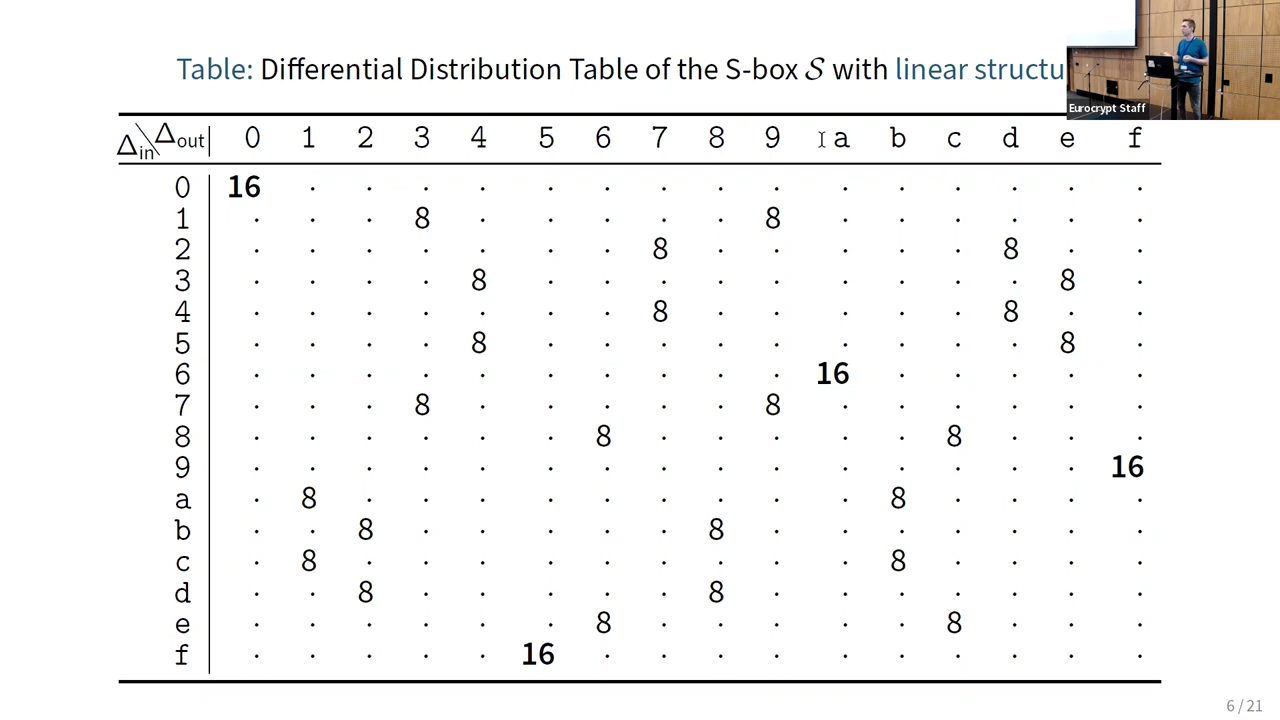 Table: Differential Distribution Table of the S-box 𝒮 with linear structu
Eurocrypt Staff
Δin\Δout 0 1 2 3 4 5 6 7 8 9 a b c d e f
0 16 · · · · · · · · · · · · · · ·
1 · · · 8 · · · · · 8 · · · · · ·
2 · · · · · · · 8 · · · · · 8 · ·
3 · · · · 8 · · · · · · · · · 8 ·
4 · · · · · · · 8 · · · · · 8 · ·
5 · · · · 8 · · · · · · · · · 8 ·
6 · · · · · · · · · · 16 · · · · ·
7 · · · 8 · · · · · 8 · · · · · ·
8 · · · · · · 8 · · · · · 8 · · ·
9 · · · · · · · · · · · · · · · 16
a · 8 · · · · · · · · · 8 · · · ·
b · · 8 · · · · · 8 · · · · · · ·
c · 8 · · · · · · · · · 8 · · · ·
d · · 8 · · · · · 8 · · · · · · ·
e · · · · · · 8 · · · · · 8 · · ·
f · · · · · 16 · · · · · · · · · ·
6 / 21